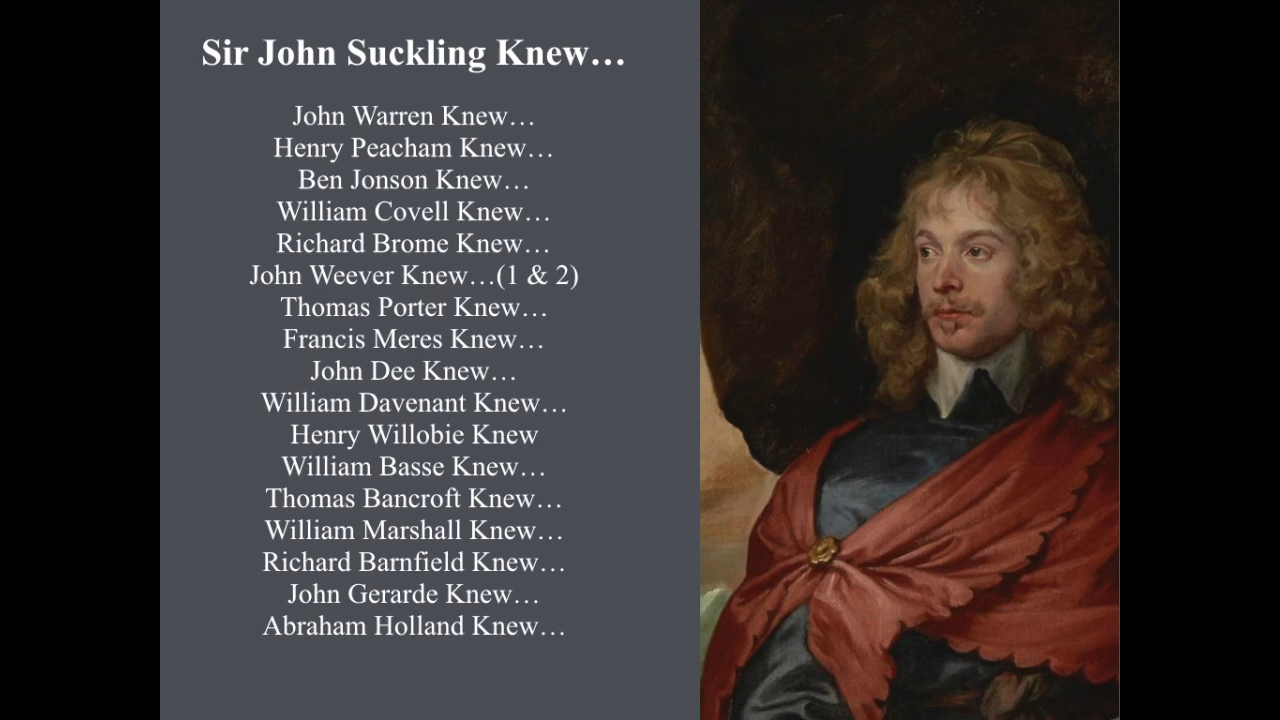 Sir John Suckling Knew…
John Warren Knew…
Henry Peacham Knew…
Ben Jonson Knew…
William Covell Knew…
Richard Brome Knew…
John Weever Knew…(1 & 2)
Thomas Porter Knew…
Francis Meres Knew…
John Dee Knew…
William Davenant Knew…
Henry Willobie Knew
William Basse Knew…
Thomas Bancroft Knew…
William Marshall Knew…
Richard Barnfield Knew…
John Gerarde Knew…
Abraham Holland Knew…